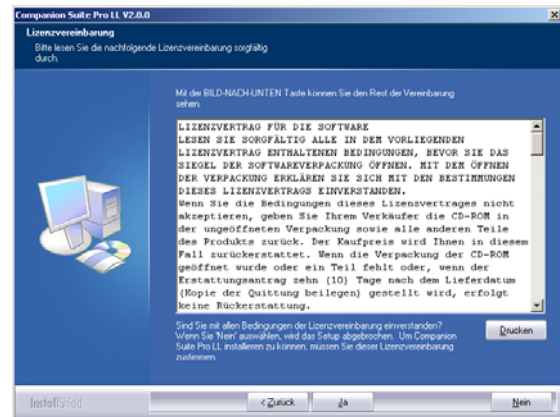 Companion Suite Pro LL V2.0.0
Lizenzvereinbarung
Bitte lesen Sie die nachfolgende Lizenzvereinbarung sorgfältig
durch.
Mit der BILD-NACH-UNTEN Taste können Sie den Rest der Vereinbarung
sehen.
LIZENZVERTRAG FÜR DIE SOFTWARE
LESEN SIE SORGFÄLTIG ALLE IN DEM VORLIEGENDEN
LIZENZVERTRAG ENTHALTENEN BEDINGUNGEN, BEVOR SIE DAS
SIEGEL DER SOFTWAREVERPACKUNG ÖFFNEN. MIT DEM ÖFFNEN
DER VERPACKUNG ERKLÄREN SIE SICH MIT DEN BESTIMMUNGEN
DIESES LIZENZVERTRAGS EINVERSTANDEN.
Wenn Sie die Bedingungen dieses Lizenzvertrages nicht
akzeptieren, geben Sie Ihrem Verkäufer die CD-ROM in
der ungeöffneten Verpackung sowie alle anderen Teile
des Produkts zurück. Der Kaufpreis wird Ihnen in diesem
Fall zurückerstattet. Wenn die Verpackung der CD-ROM
geöffnet wurde oder ein Teil fehlt oder, wenn der
Erstattungsantrag zehn (10) Tage nach dem Lieferdatum
(Kopie der Quittung beilegen) gestellt wird, erfolgt
keine Rückerstattung.
Sind Sie mit allen Bedingungen der Lizenzvereinbarung einverstanden?
Wenn Sie 'Nein' auswählen, wird das Setup abgebrochen. Um Companion
Suite Pro LL installieren zu können, müssen Sie dieser Lizenzvereinbarung
zustimmen.
Drucken
InstallShield
< Zurück
Ja
Nein